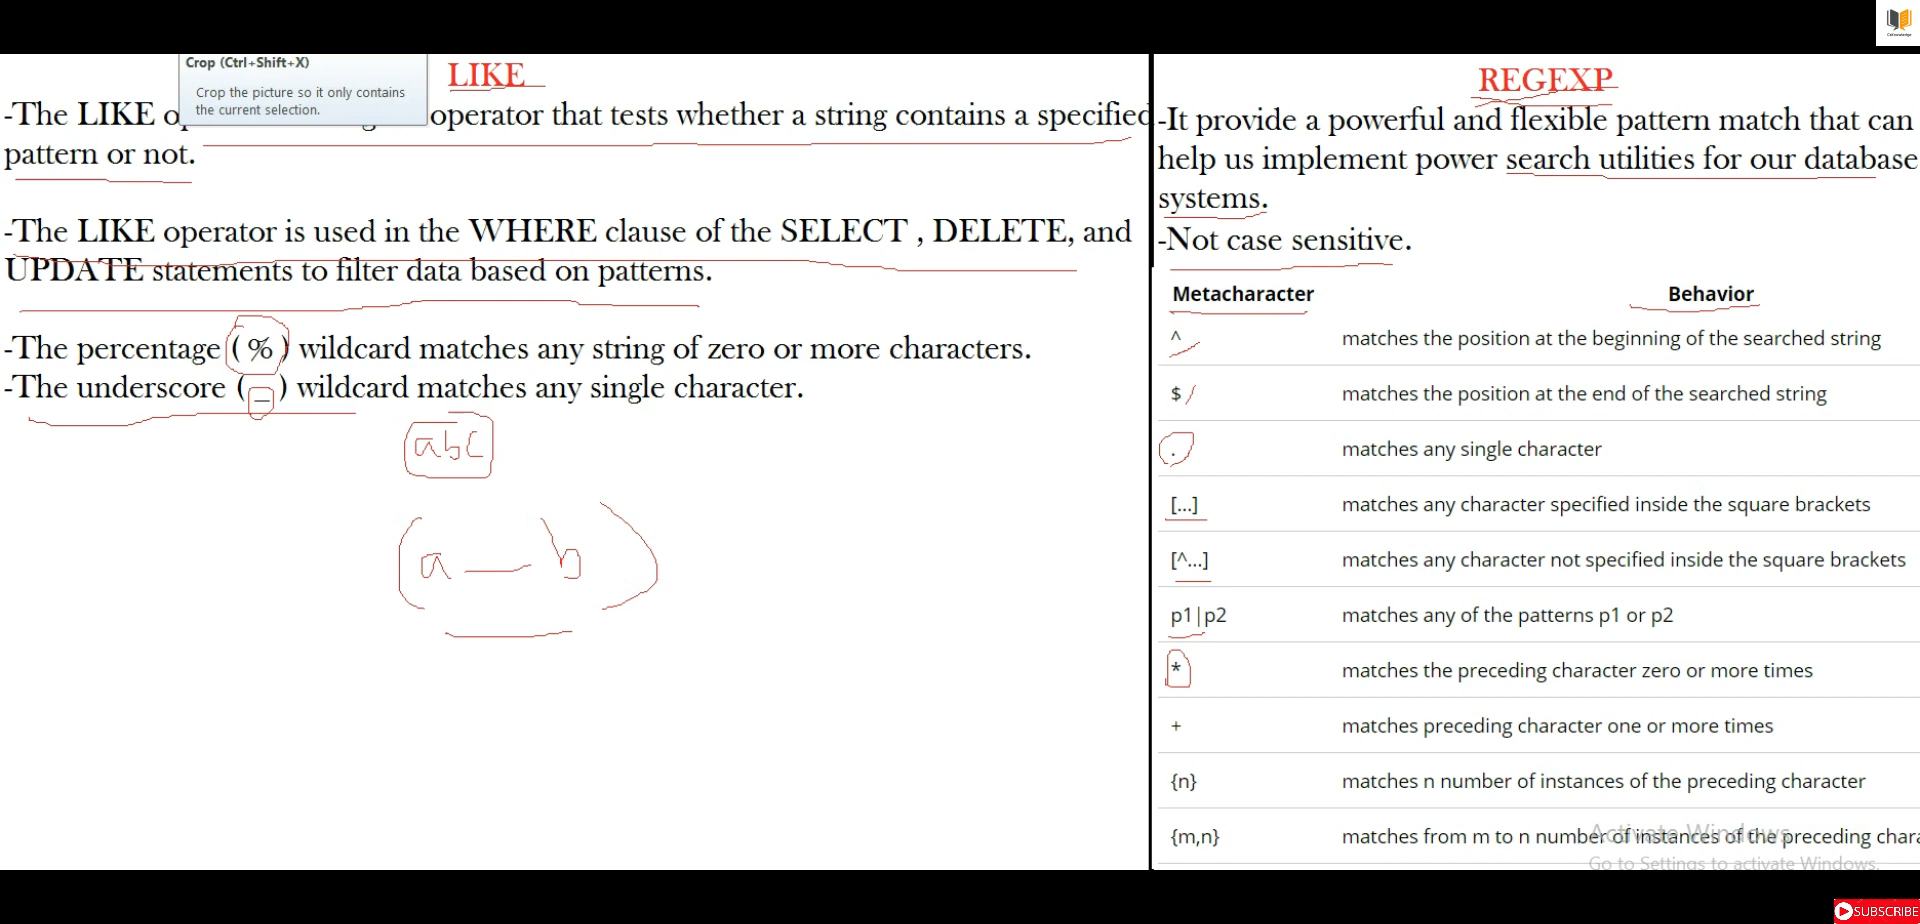 Crop (Ctrl+Shift+X)
Crop the picture so it only contains
the current selection.
LIKE
-The LIKE operator that tests whether a string contains a specified
pattern or not.
-The LIKE operator is used in the WHERE clause of the SELECT , DELETE, and
UPDATE statements to filter data based on patterns.
-The percentage ( % ) wildcard matches any string of zero or more characters.
-The underscore ( _ ) wildcard matches any single character.
abc
(a __ b)
REGEXP
-It provide a powerful and flexible pattern match that can
help us implement power search utilities for our database
systems.
-Not case sensitive.
Metacharacter Behavior
^ matches the position at the beginning of the searched string
$ matches the position at the end of the searched string
. matches any single character
[...] matches any character specified inside the square brackets
[^...] matches any character not specified inside the square brackets
p1|p2 matches any of the patterns p1 or p2
* matches the preceding character zero or more times
+ matches preceding character one or more times
{n} matches n number of instances of the preceding character
{m,n} matches from m to n number of instances of the preceding chara
Activate Windows
Go to Settings to activate Windows.
SUBSCRIBE